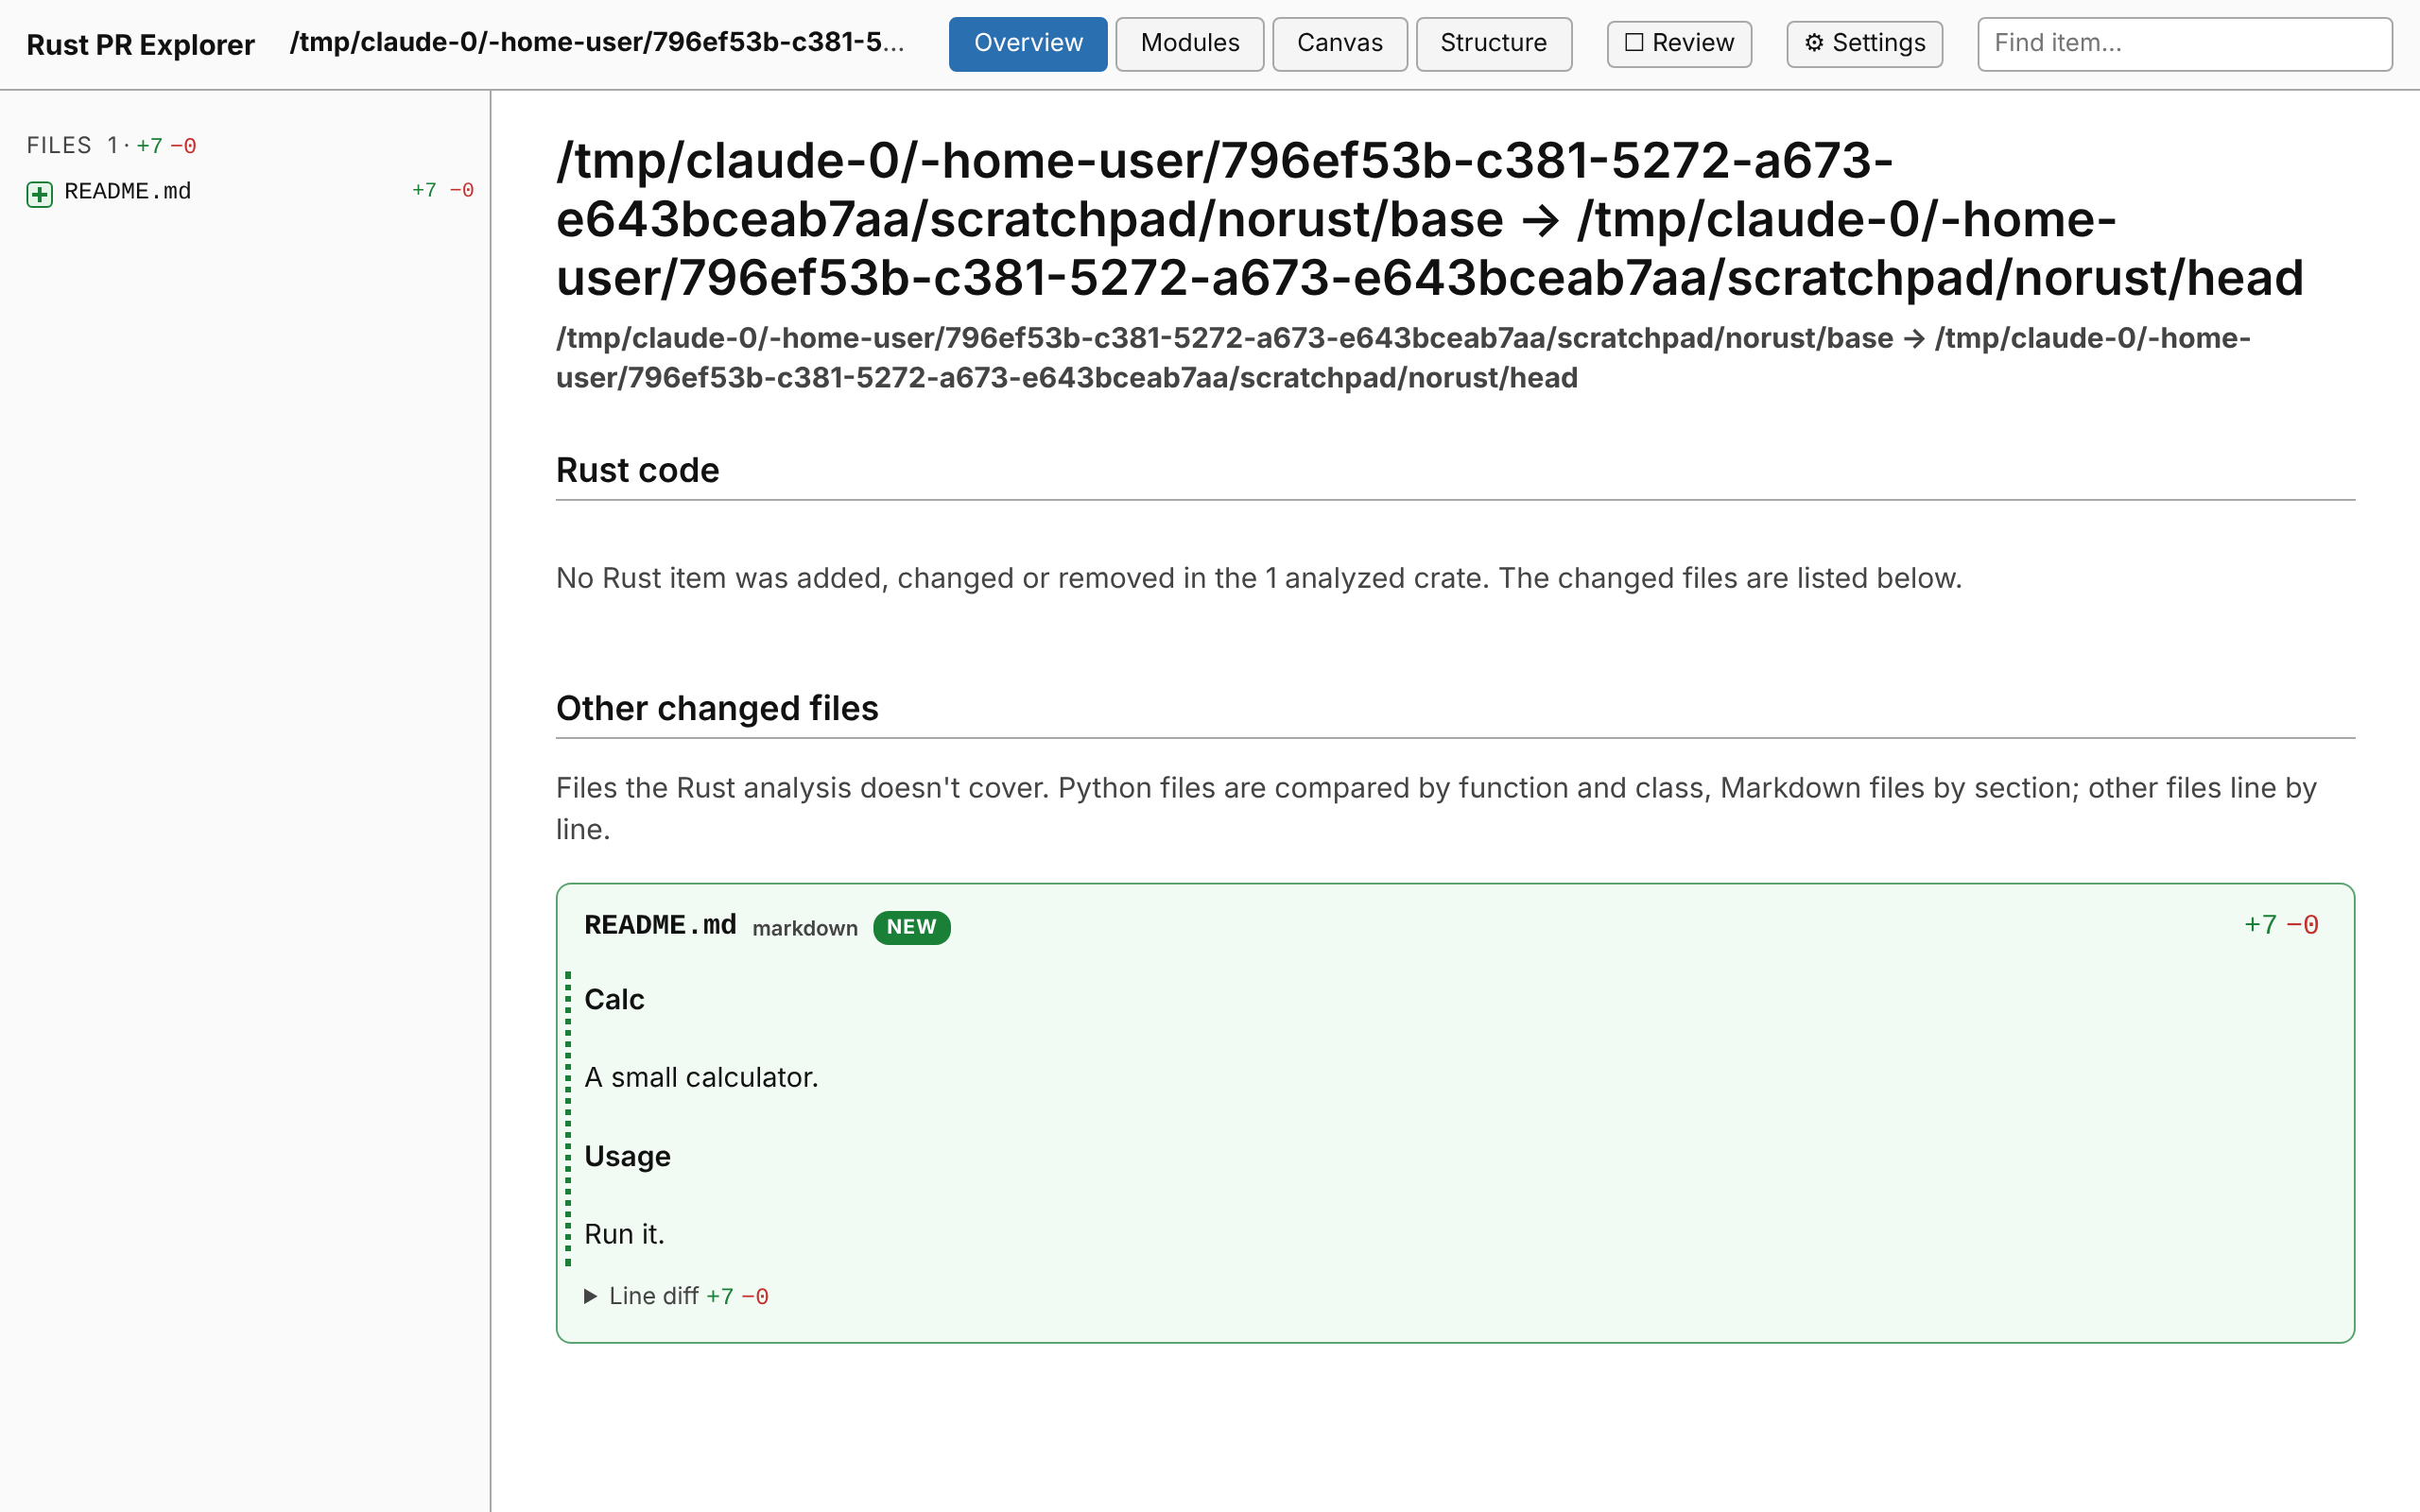 Rust PR Explorer
/tmp/claude-0/-home-user/796ef53b-c381-5...
Overview
Modules
Canvas
Structure
☐ Review
⚙ Settings
Find item...
FILES 1 · +7 −0
README.md +7 −0
/tmp/claude-0/-home-user/796ef53b-c381-5272-a673-
e643bceab7aa/scratchpad/norust/base → /tmp/claude-0/-home-
user/796ef53b-c381-5272-a673-e643bceab7aa/scratchpad/norust/head
/tmp/claude-0/-home-user/796ef53b-c381-5272-a673-e643bceab7aa/scratchpad/norust/base → /tmp/claude-0/-home-
user/796ef53b-c381-5272-a673-e643bceab7aa/scratchpad/norust/head
Rust code
No Rust item was added, changed or removed in the 1 analyzed crate. The changed files are listed below.
Other changed files
Files the Rust analysis doesn't cover. Python files are compared by function and class, Markdown files by section; other files line by
line.
README.md markdown NEW +7 −0
Calc
A small calculator.
Usage
Run it.
▶ Line diff +7 −0